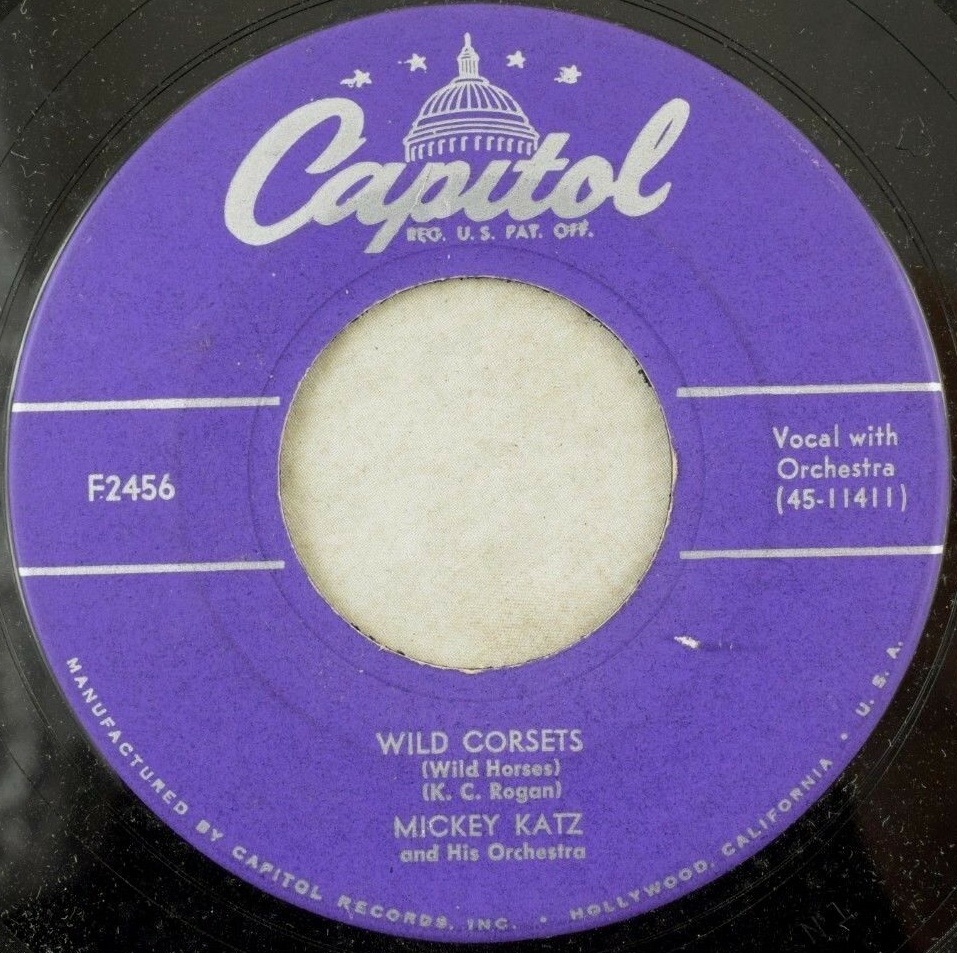 Capitol
REG. U.S. PAT. OFF.
F2456
Vocal with
Orchestra
(45-11411)
WILD CORSETS
(Wild Horses)
(K. C. Rogan)
MICKEY KATZ
and His Orchestra
MANUFACTURED BY CAPITOL RECORDS, INC. • HOLLYWOOD, CALIFORNIA • U. S. A.